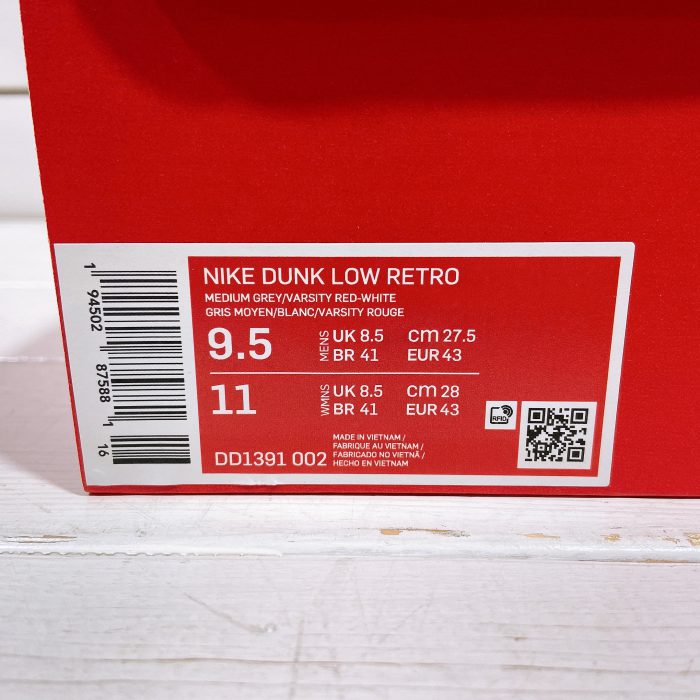 NIKE DUNK LOW RETRO
MEDIUM GREY/VARSITY RED-WHITE
GRIS MOYEN/BLANC/VARSITY ROUGE
9.5 MENS UK 8.5 cm 27.5
BR 41 EUR 43
11 WMNS UK 8.5 cm 28
BR 41 EUR 43
RFID
DD1391 002
MADE IN VIETNAM /
FABRIQUE AU VIETNAM /
FABRICADO NO VIETNÃ /
HECHO EN VIETNAM
1 94502 87588 1 16